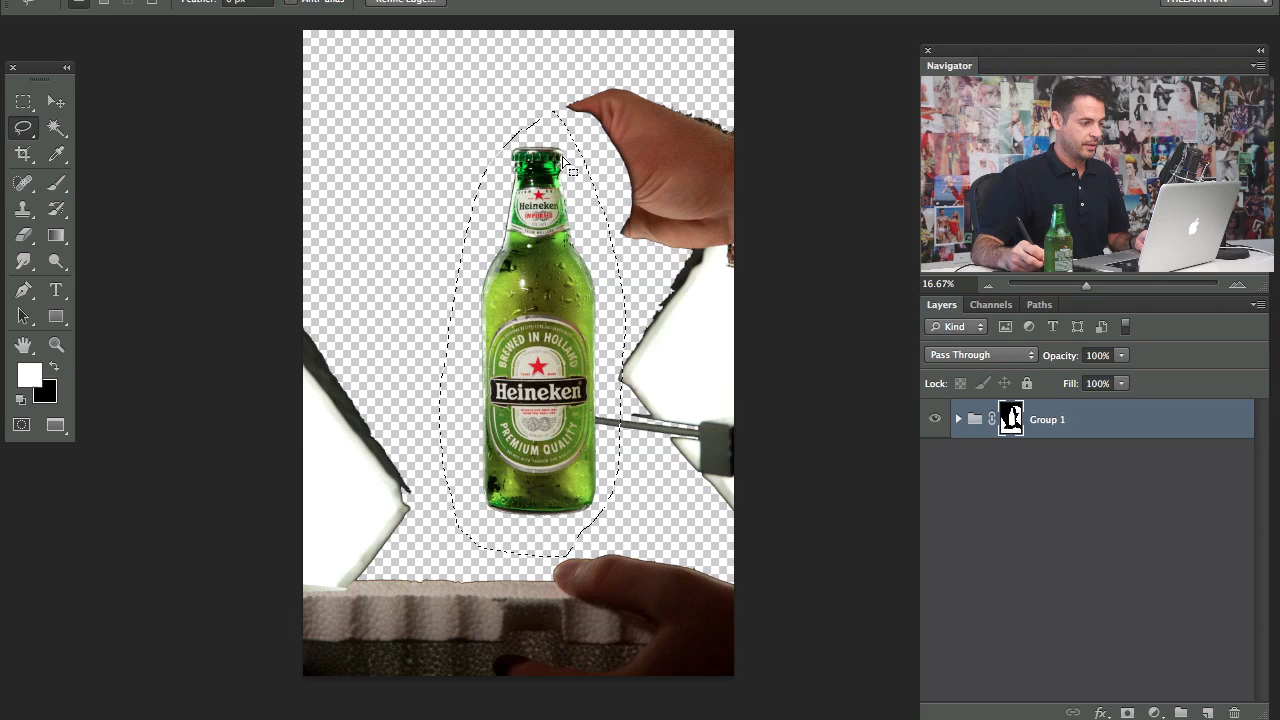 Feather: 0 px Anti-alias Refine Edge...
Navigator
16.67%
Layers Channels Paths
Kind
Pass Through Opacity: 100%
Lock: Fill: 100%
Group 1
Heineken
IMPORTED
BREWED IN HOLLAND
Heineken
PREMIUM QUALITY